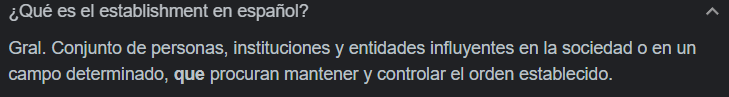 ¿Qué es el establishment en español?
Gral. Conjunto de personas, instituciones y entidades influyentes en la sociedad o en un
campo determinado, que procuran mantener y controlar el orden establecido.